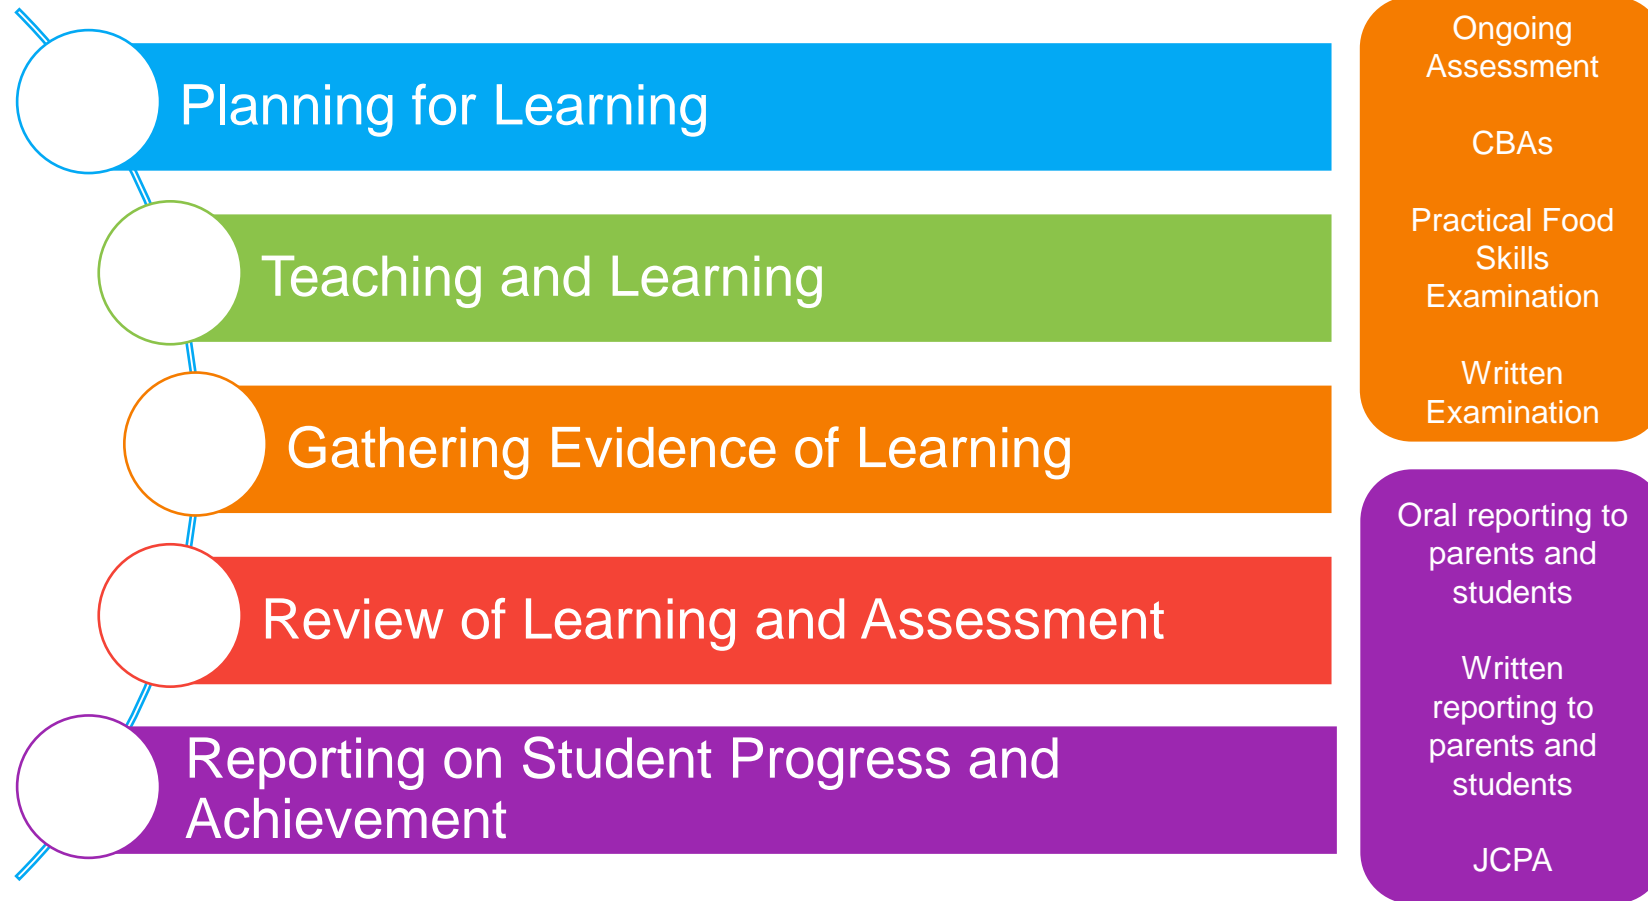 Planning for Learning
Teaching and Learning
Gathering Evidence of Learning
Review of Learning and Assessment
Reporting on Student Progress and
Achievement
Ongoing
Assessment
CBAs
Practical Food
Skills
Examination
Written
Examination
Oral reporting to
parents and
students
Written
reporting to
parents and
students
JCPA